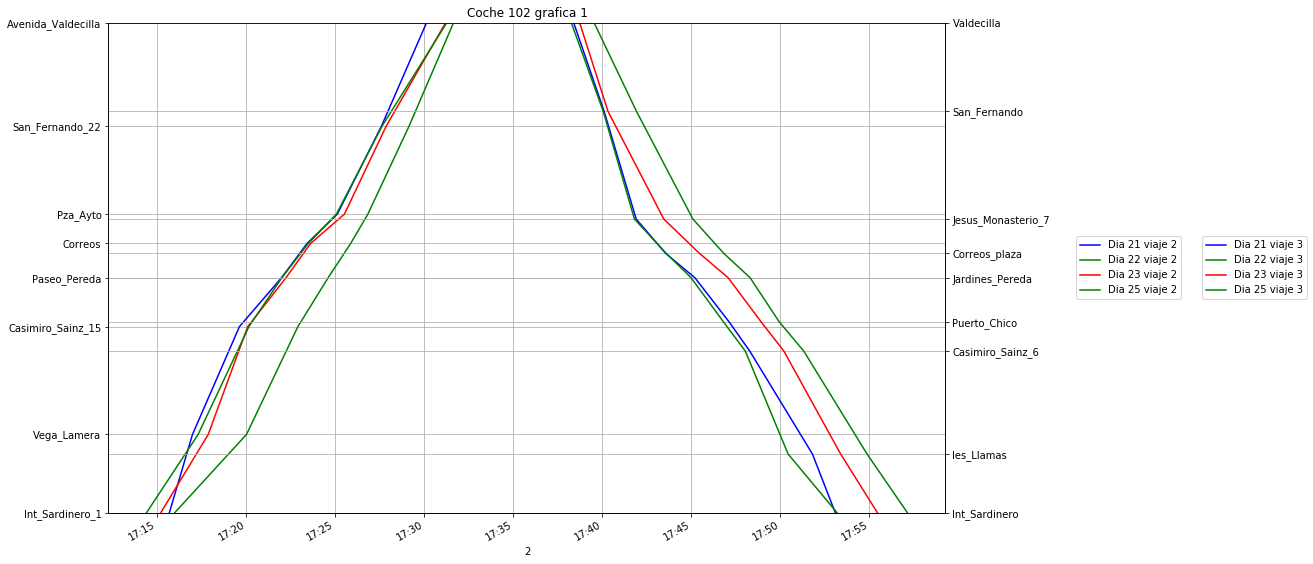 Coche 102 grafica 1
Avenida_Valdecilla
San_Fernando_22
Pza_Ayto
Correos
Paseo_Pereda
Casimiro_Sainz_15
Vega_Lamera
Int_Sardinero_1
Valdecilla
San_Fernando
Jesus_Monasterio_7
Correos_plaza
Jardines_Pereda
Puerto_Chico
Casimiro_Sainz_6
Ies_Llamas
Int_Sardinero
17:15
17:20
17:25
17:30
17:35
17:40
17:45
17:50
17:55
2
Dia 21 viaje 2
Dia 22 viaje 2
Dia 23 viaje 2
Dia 25 viaje 2
Dia 21 viaje 3
Dia 22 viaje 3
Dia 23 viaje 3
Dia 25 viaje 3